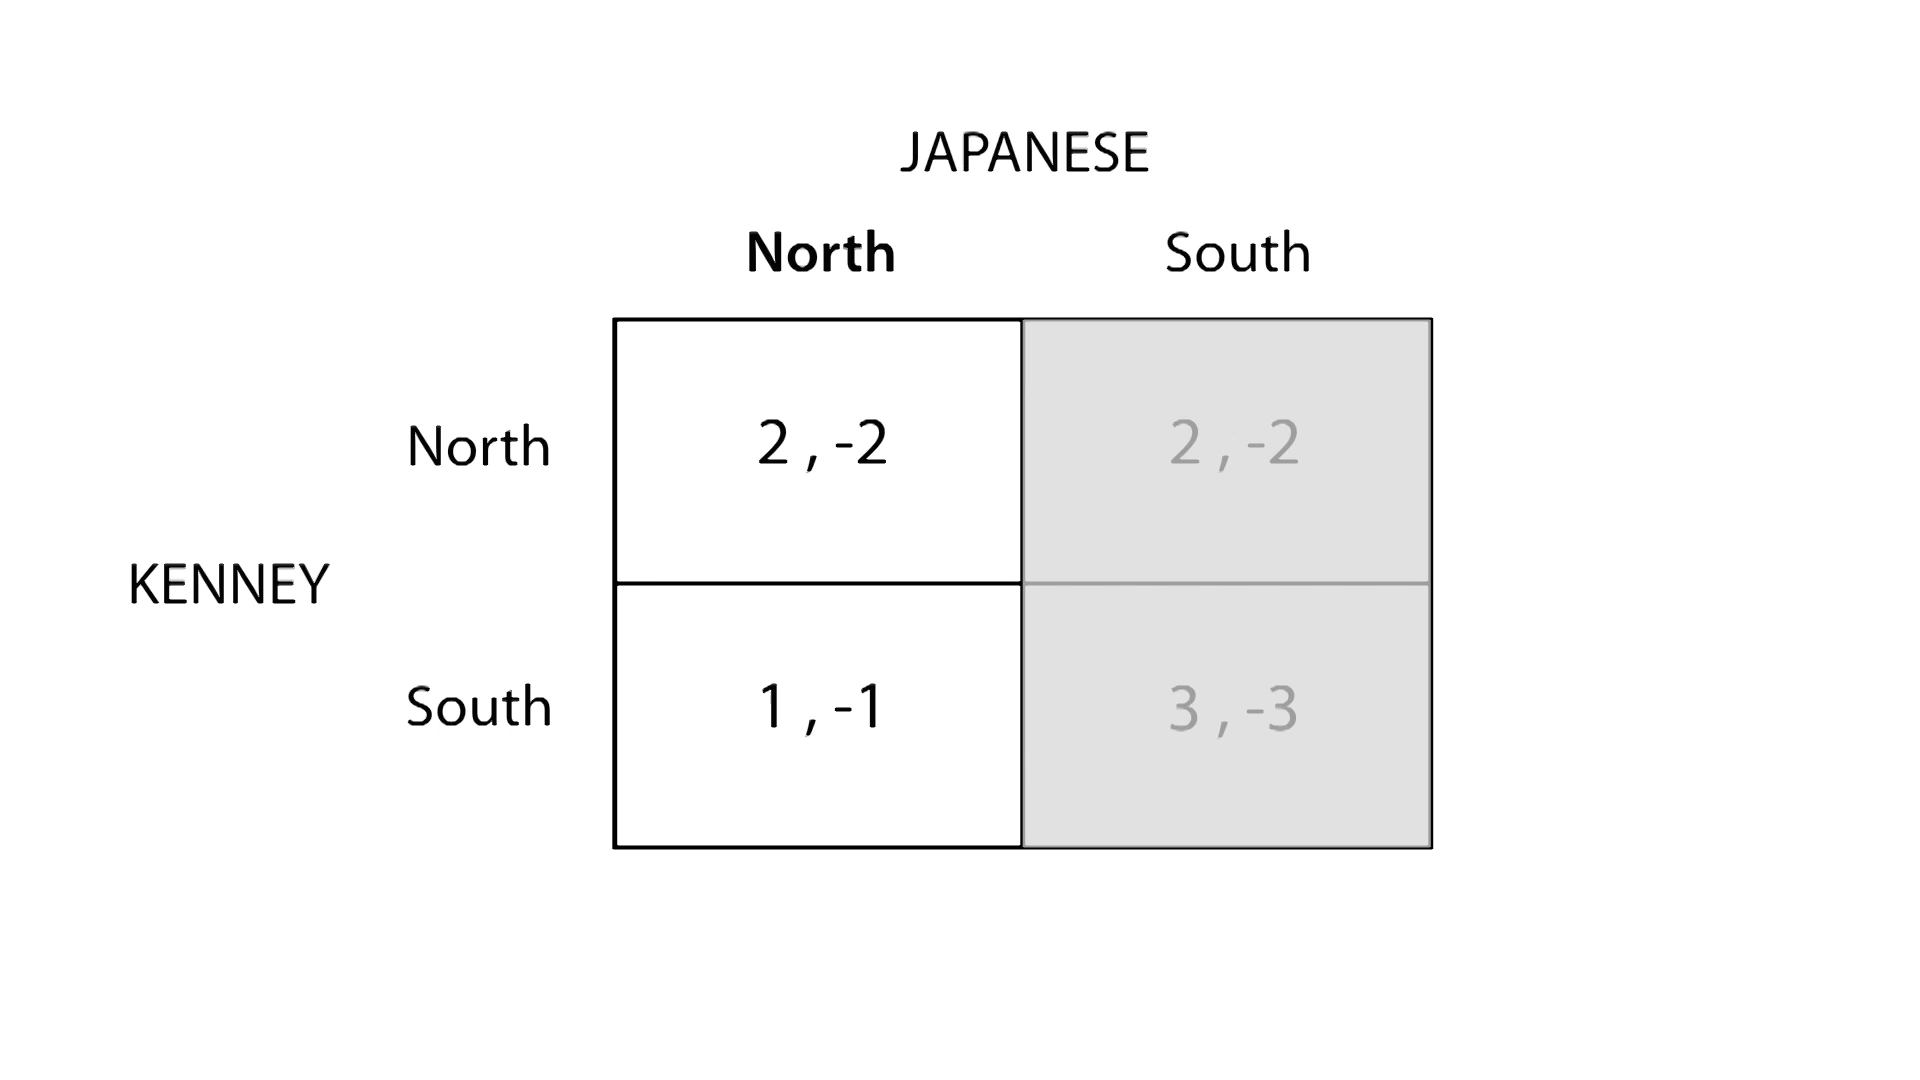 JAPANESE
North South
North 2 , -2 2 , -2
KENNEY
South 1 , -1 3 , -3